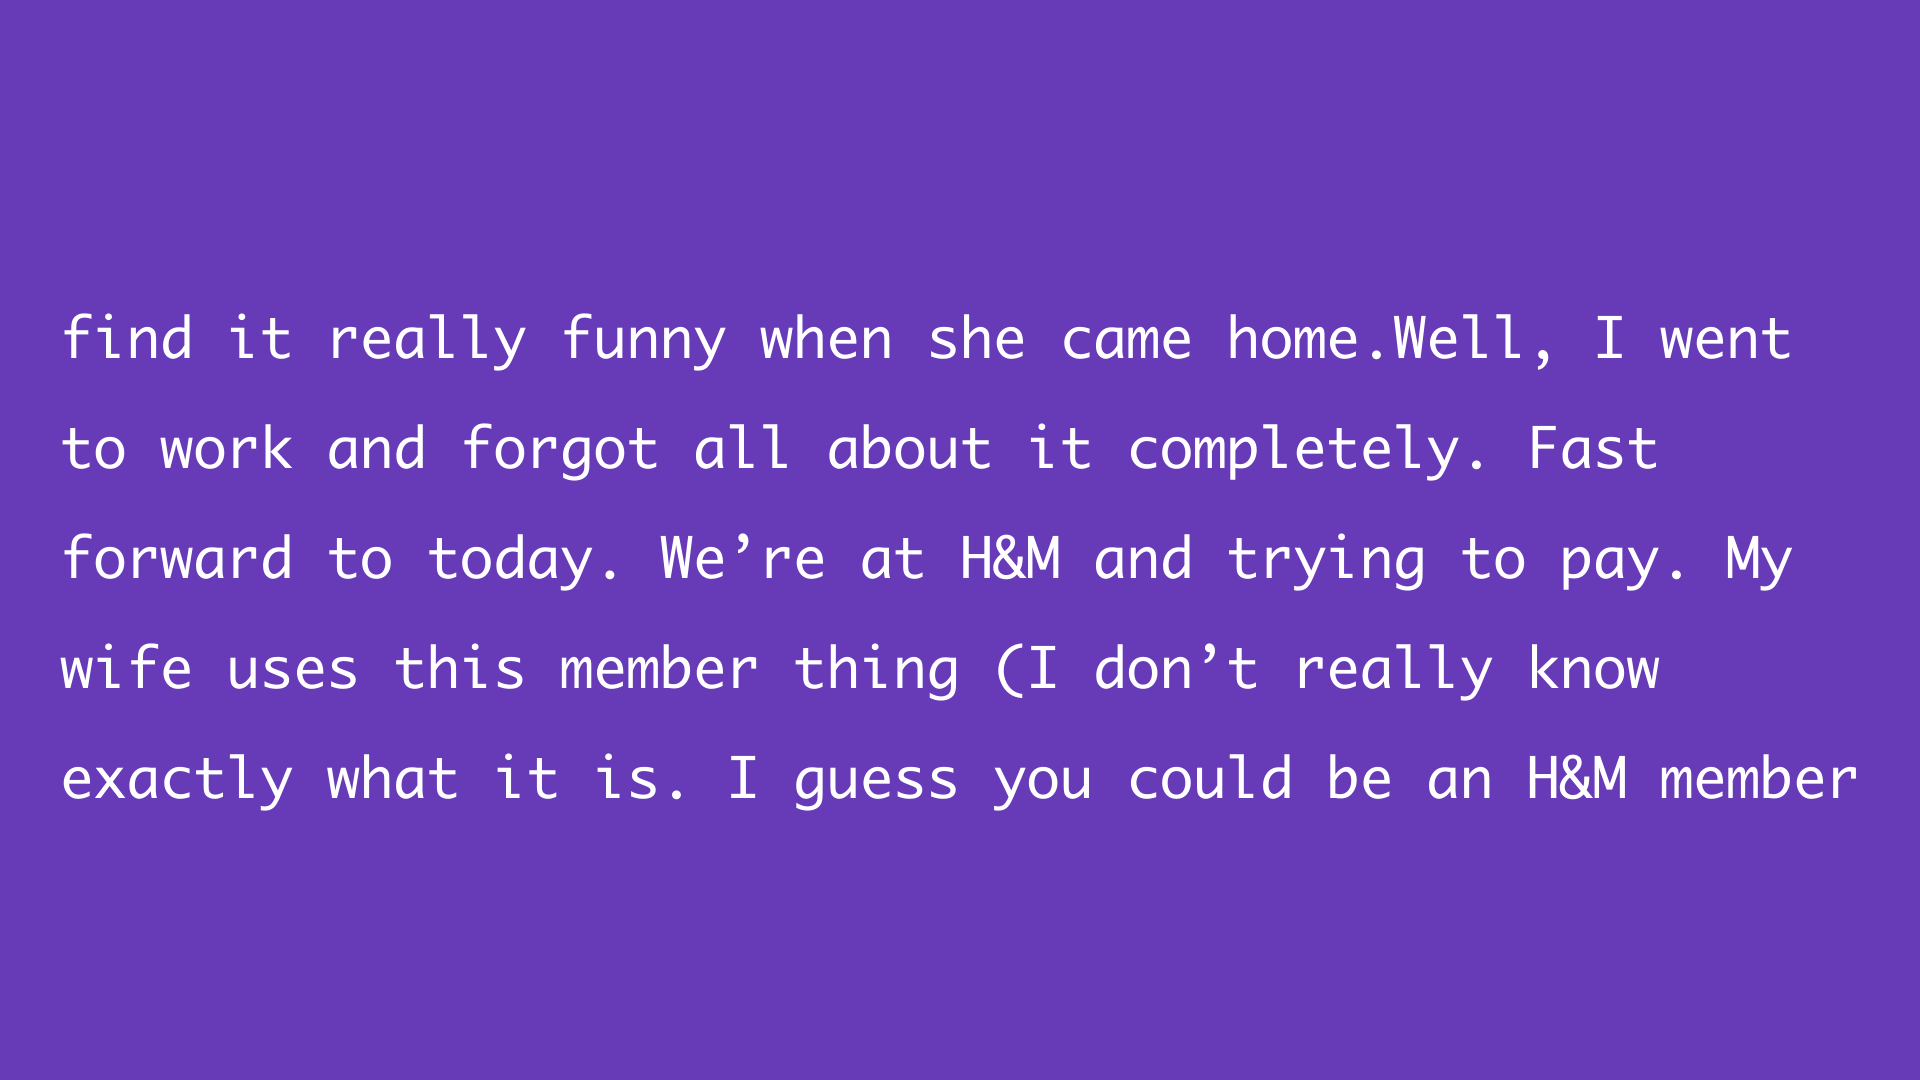 find it really funny when she came home.Well, I went
to work and forgot all about it completely. Fast
forward to today. We’re at H&M and trying to pay. My
wife uses this member thing (I don’t really know
exactly what it is. I guess you could be an H&M member